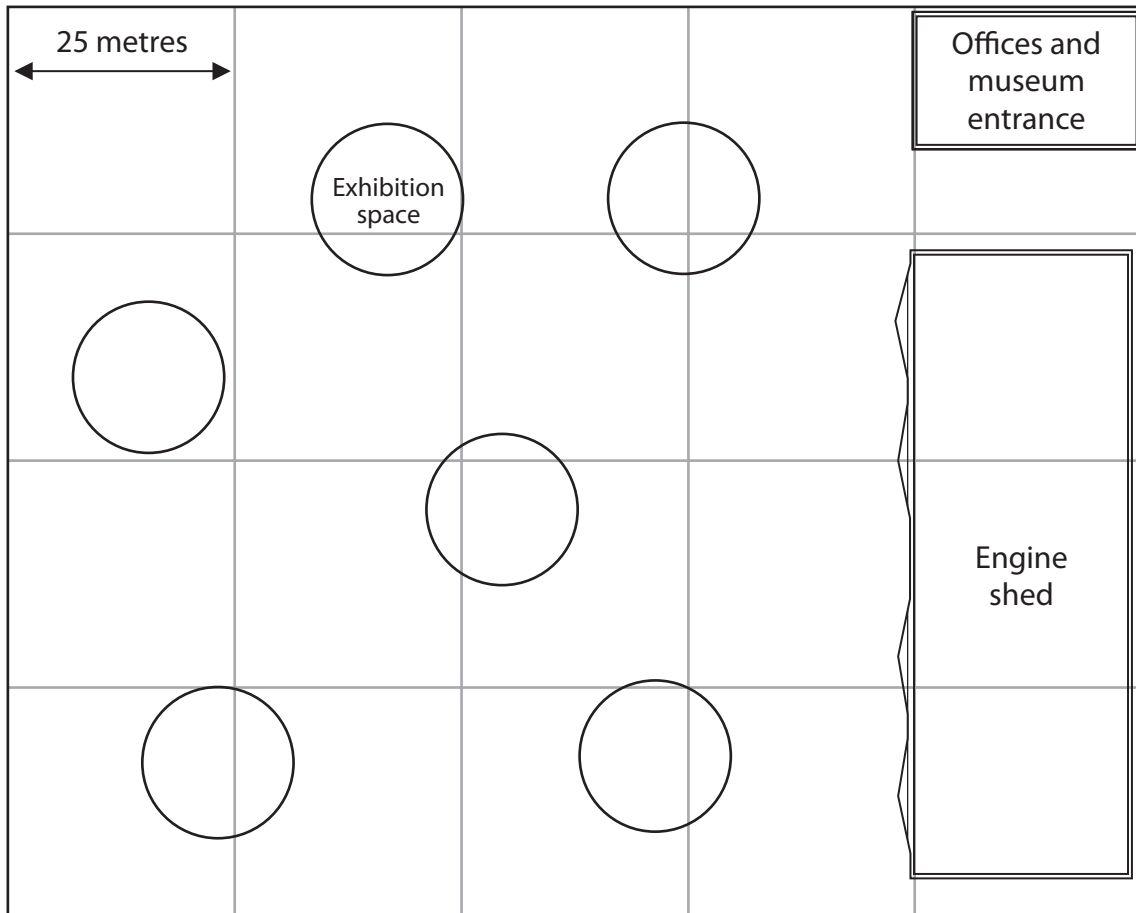 25 metres
Offices and
museum
entrance
Exhibition
space
Engine
shed